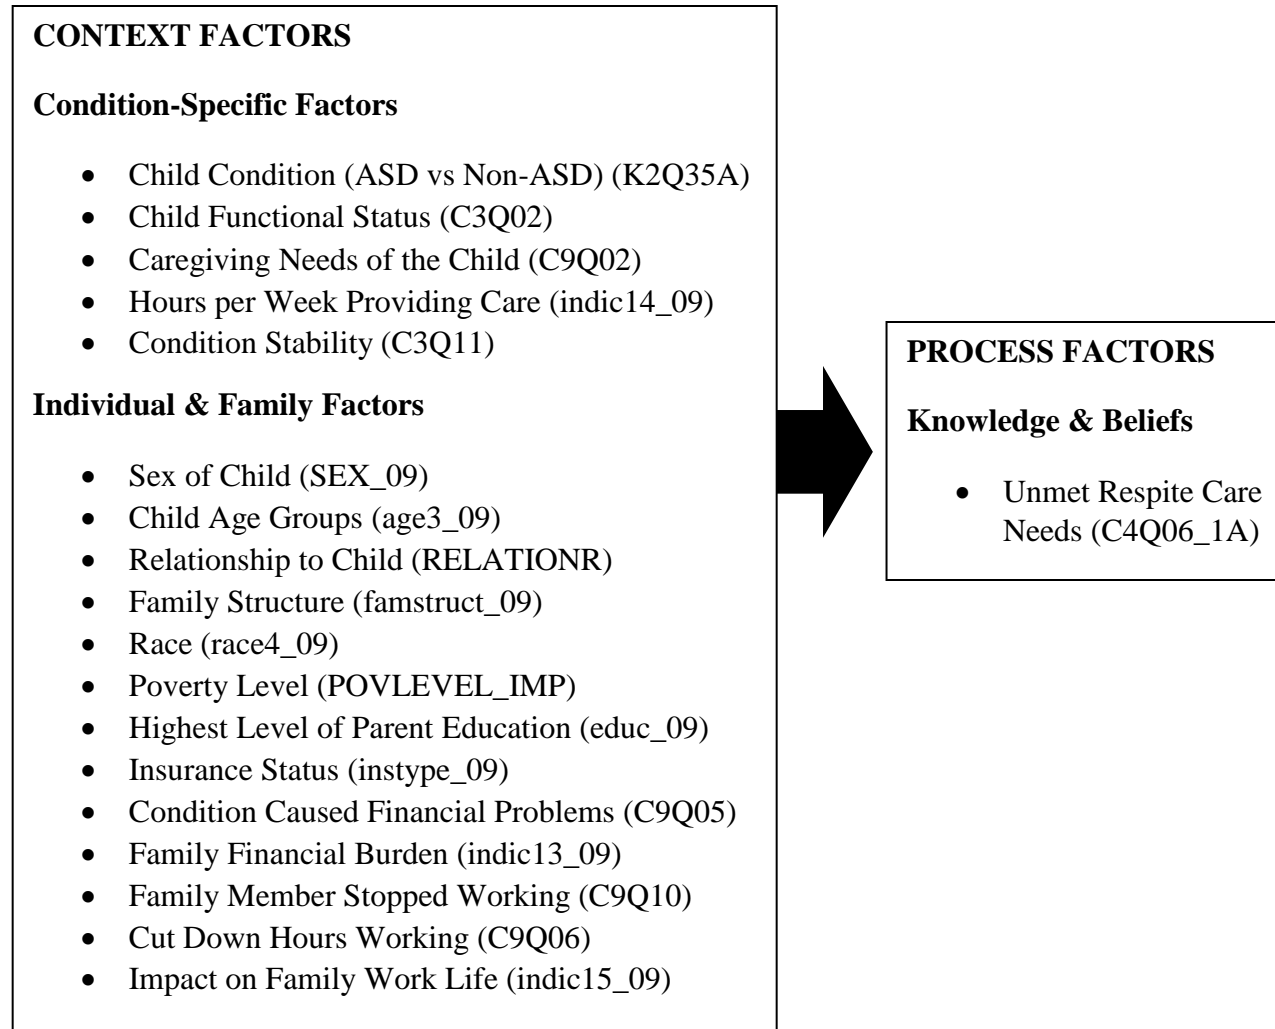 CONTEXT FACTORS
Condition-Specific Factors
• Child Condition (ASD vs Non-ASD) (K2Q35A)
• Child Functional Status (C3Q02)
• Caregiving Needs of the Child (C9Q02)
• Hours per Week Providing Care (indic14_09)
• Condition Stability (C3Q11)
Individual & Family Factors
• Sex of Child (SEX_09)
• Child Age Groups (age3_09)
• Relationship to Child (RELATIONR)
• Family Structure (famstruct_09)
• Race (race4_09)
• Poverty Level (POVLEVEL_IMP)
• Highest Level of Parent Education (educ_09)
• Insurance Status (instype_09)
• Condition Caused Financial Problems (C9Q05)
• Family Financial Burden (indic13_09)
• Family Member Stopped Working (C9Q10)
• Cut Down Hours Working (C9Q06)
• Impact on Family Work Life (indic15_09)
PROCESS FACTORS
Knowledge & Beliefs
• Unmet Respite Care
Needs (C4Q06_1A)